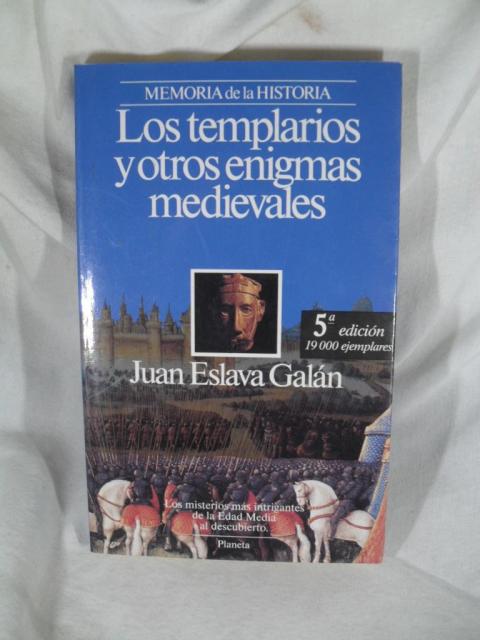 MEMORIA de la HISTORIA
Los templarios
y otros enigmas
medievales
5ª edición
19 000 ejemplares
Juan Eslava Galán
Los misterios más intrigantes
de la Edad Media
al descubierto.
Planeta